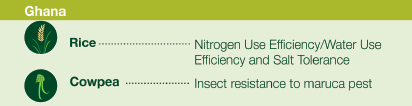 Ghana
Rice ............................ Nitrogen Use Efficiency/Water Use
Efficiency and Salt Tolerance
Cowpea .................... Insect resistance to maruca pest